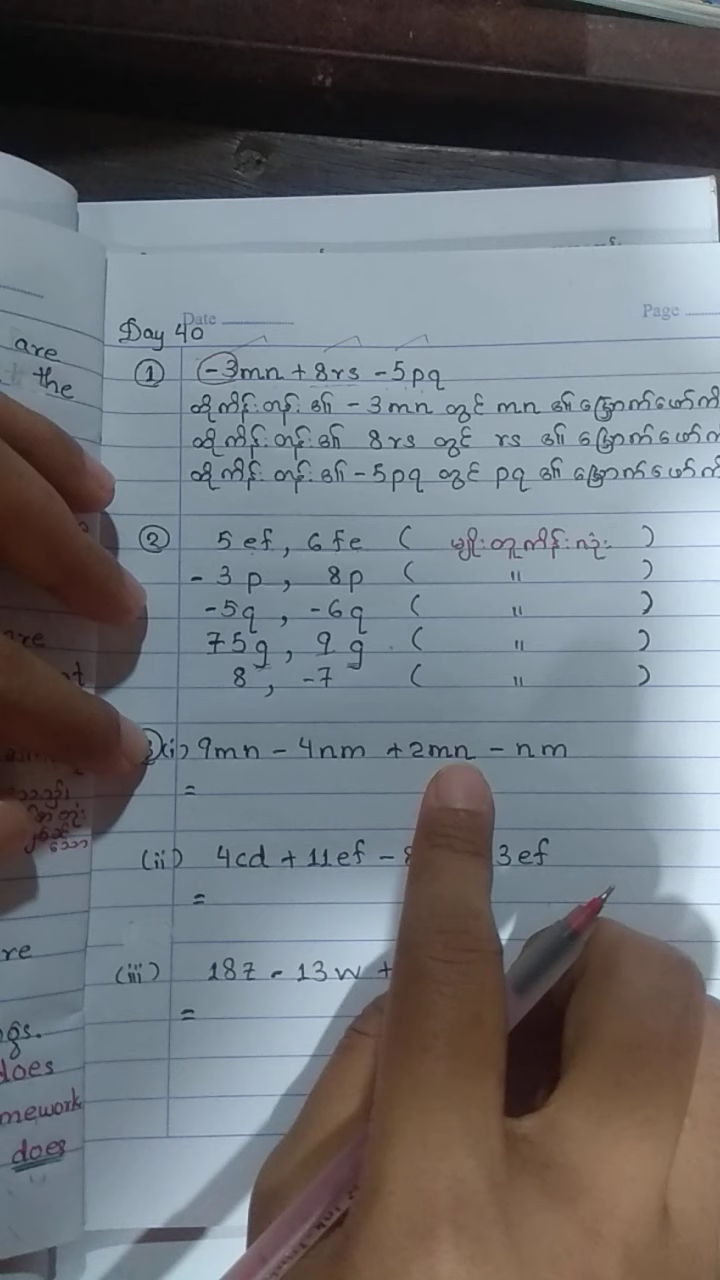 are
the
Date
Page
Day 40
① -3mn + 8rs - 5pq
ထိုကိန်းတန်း၏ - 3mn တွင် mn ၏ မြှောက်ဖော်ကိ
ထိုကိန်းတန်း၏ 8rs တွင် rs ၏ မြှောက်ဖော်
ထိုကိန်းတန်း၏ - 5pq တွင် pq ၏ မြှောက်ဖော်ကိ
② 5ef, 6fe ( မျိုးတူကိန်းလုံး )
- 3p, 8p ( " )
-5q, -6q ( " )
75g, 9g ( " )
8, -7 ( " )
(i) 9mn - 4nm + 2mn - nm
=
(ii) 4cd + 11ef - 3ef
=
(iii) 18z - 13w +
=
re
does
mework
does